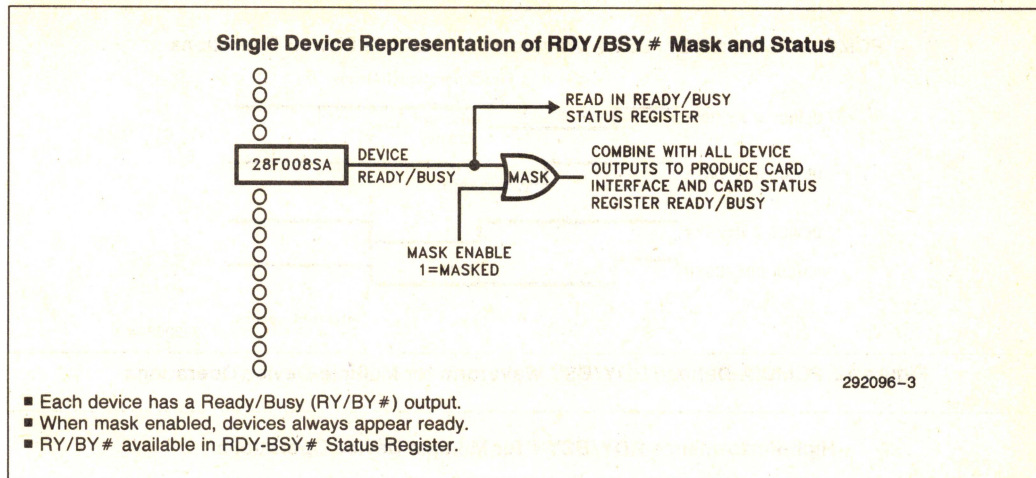 Single Device Representation of RDY/BSY# Mask and Status
READ IN READY/BUSY
STATUS REGISTER
28F008SA
DEVICE
READY/BUSY
MASK
COMBINE WITH ALL DEVICE
OUTPUTS TO PRODUCE CARD
INTERFACE AND CARD STATUS
REGISTER READY/BUSY
MASK ENABLE
1=MASKED
292096-3
■ Each device has a Ready/Busy (RY/BY#) output.
■ When mask enabled, devices always appear ready.
■ RY/BY# available in RDY-BSY# Status Register.